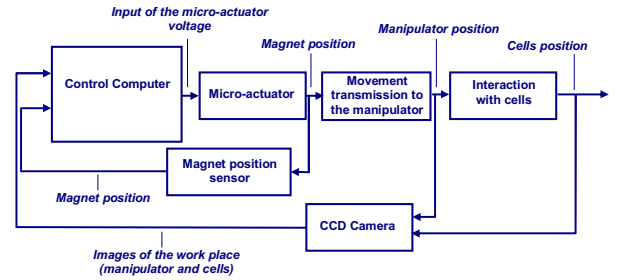 Input of the micro-actuator
voltage
Magnet position
Manipulator position
Cells position
Control Computer
Micro-actuator
Movement
transmission to
the manipulator
Interaction
with cells
Magnet position
sensor
Magnet position
CCD Camera
Images of the work place
(manipulator and cells)